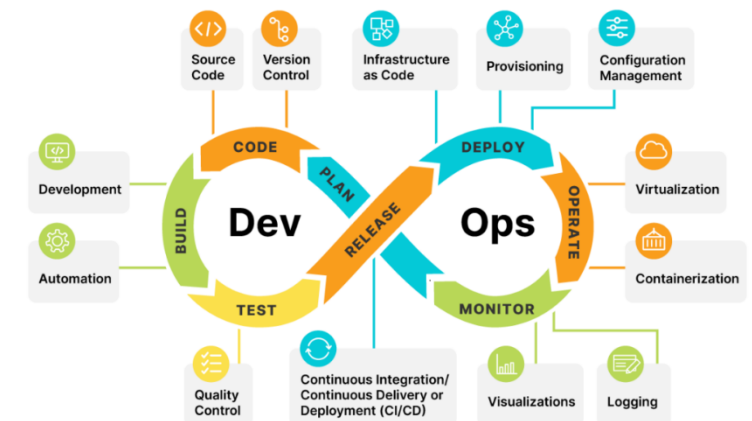 Source
Code
Version
Control
Infrastructure
as Code
Provisioning
Configuration
Management
CODE
PLAN
DEPLOY
Development
BUILD
Dev
RELEASE
Ops
OPERATE
Virtualization
Automation
Containerization
TEST
MONITOR
Quality
Control
Continuous Integration/
Continuous Delivery or
Deployment (CI/CD)
Visualizations
Logging